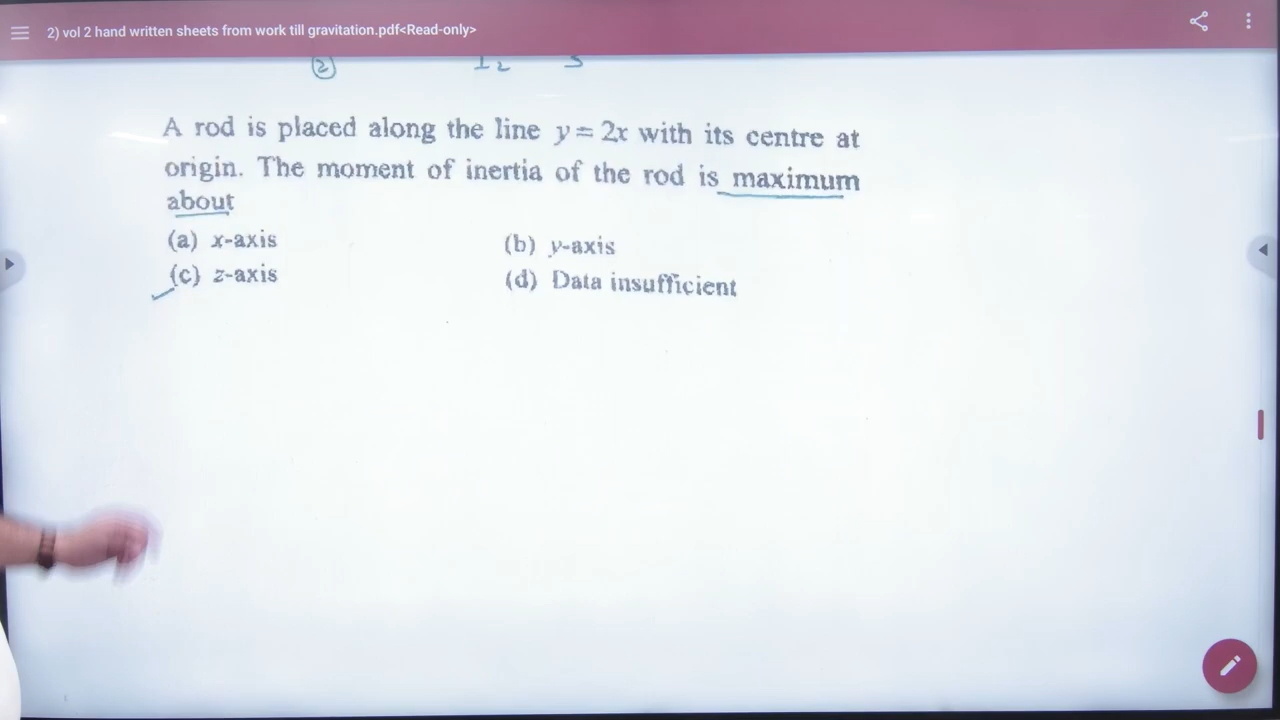 2) vol 2 hand written sheets from work till gravitation.pdf<Read-only>
A rod is placed along the line y = 2x with its centre at
origin. The moment of inertia of the rod is maximum
about
(a) x-axis (b) y-axis
(c) z-axis (d) Data insufficient